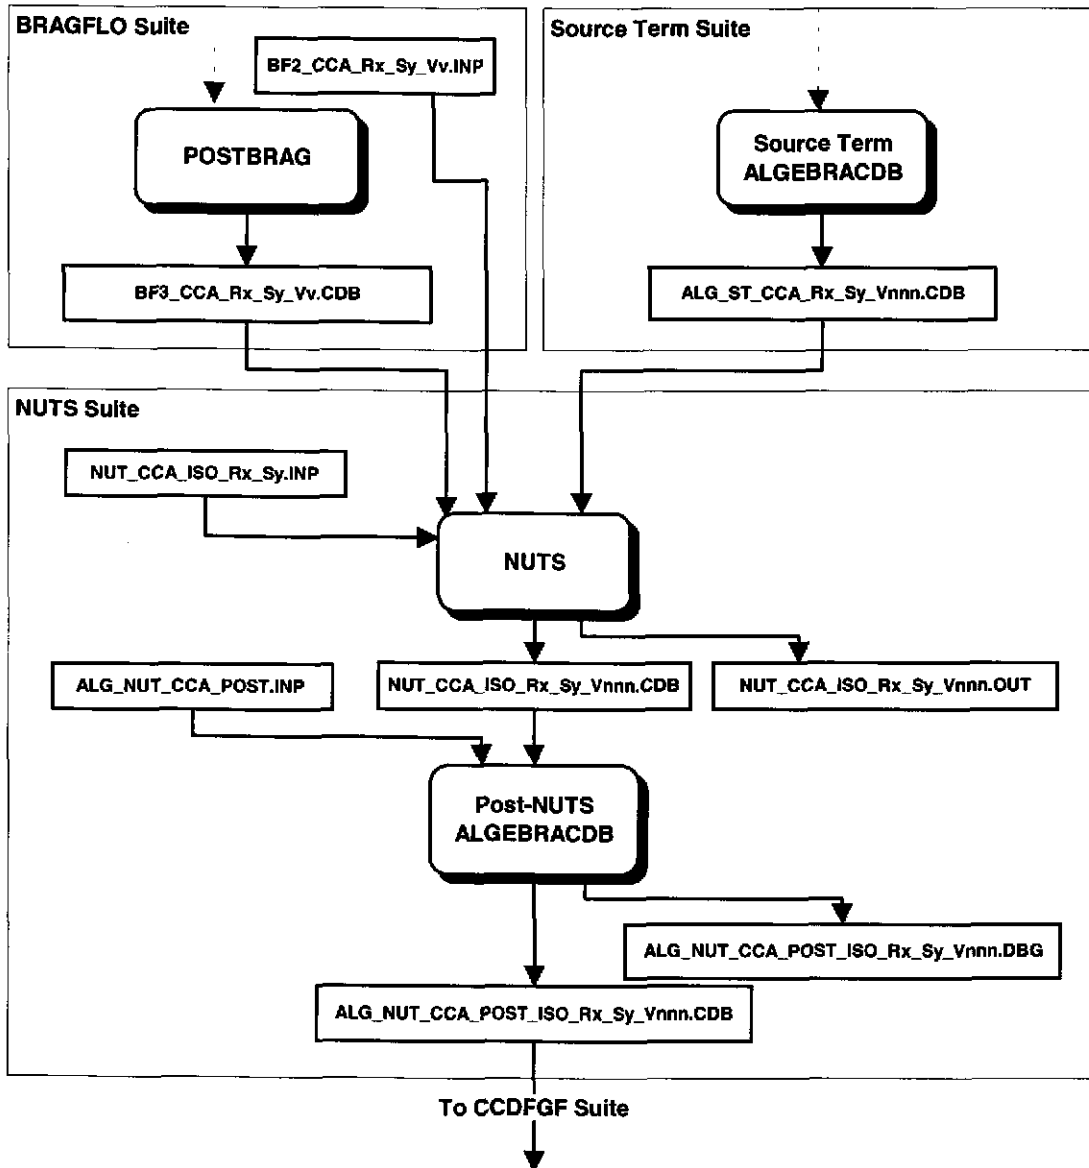 BRAGFLO Suite
BF2_CCA_Rx_Sy_Vv.INP
POSTBRAG
BF3_CCA_Rx_Sy_Vv.CDB
Source Term Suite
Source Term
ALGEBRACDB
ALG_ST_CCA_Rx_Sy_Vnnn.CDB
NUTS Suite
NUT_CCA_ISO_Rx_Sy.INP
NUTS
ALG_NUT_CCA_POST.INP
NUT_CCA_ISO_Rx_Sy_Vnnn.CDB
NUT_CCA_ISO_Rx_Sy_Vnnn.OUT
Post-NUTS
ALGEBRACDB
ALG_NUT_CCA_POST_ISO_Rx_Sy_Vnnn.DBG
ALG_NUT_CCA_POST_ISO_Rx_Sy_Vnnn.CDB
To CCDFGF Suite